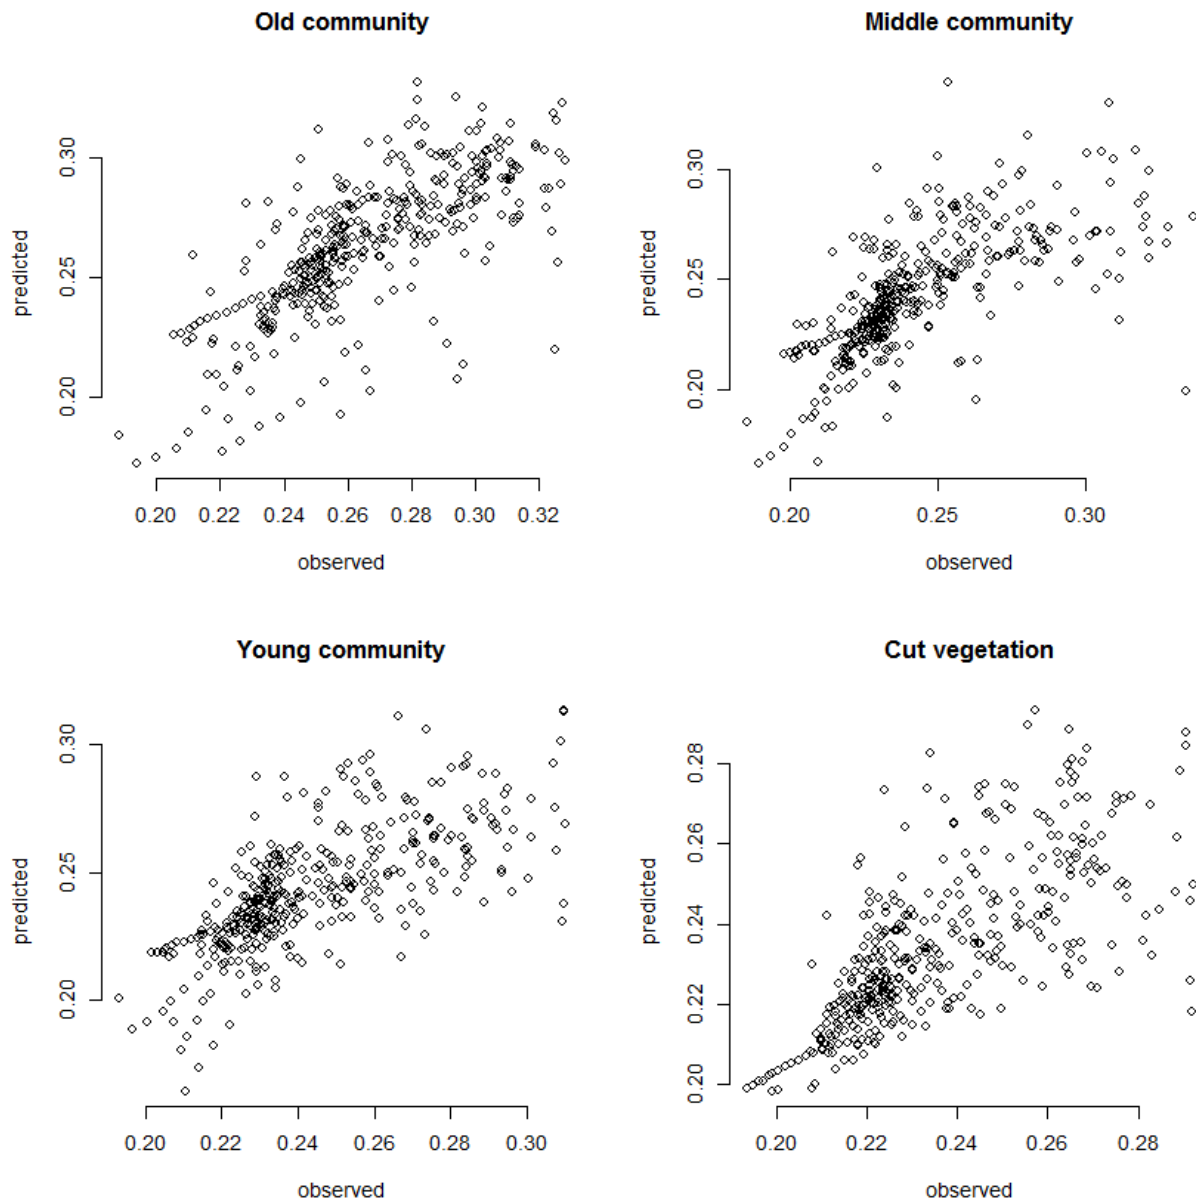 Old community
predicted
0.30
0.25
0.20
0.20 0.22 0.24 0.26 0.28 0.30 0.32
observed
Middle community
predicted
0.30
0.25
0.20
0.20 0.25 0.30
observed
Young community
predicted
0.30
0.25
0.20
0.20 0.22 0.24 0.26 0.28 0.30
observed
Cut vegetation
predicted
0.28
0.26
0.24
0.22
0.20
0.20 0.22 0.24 0.26 0.28
observed